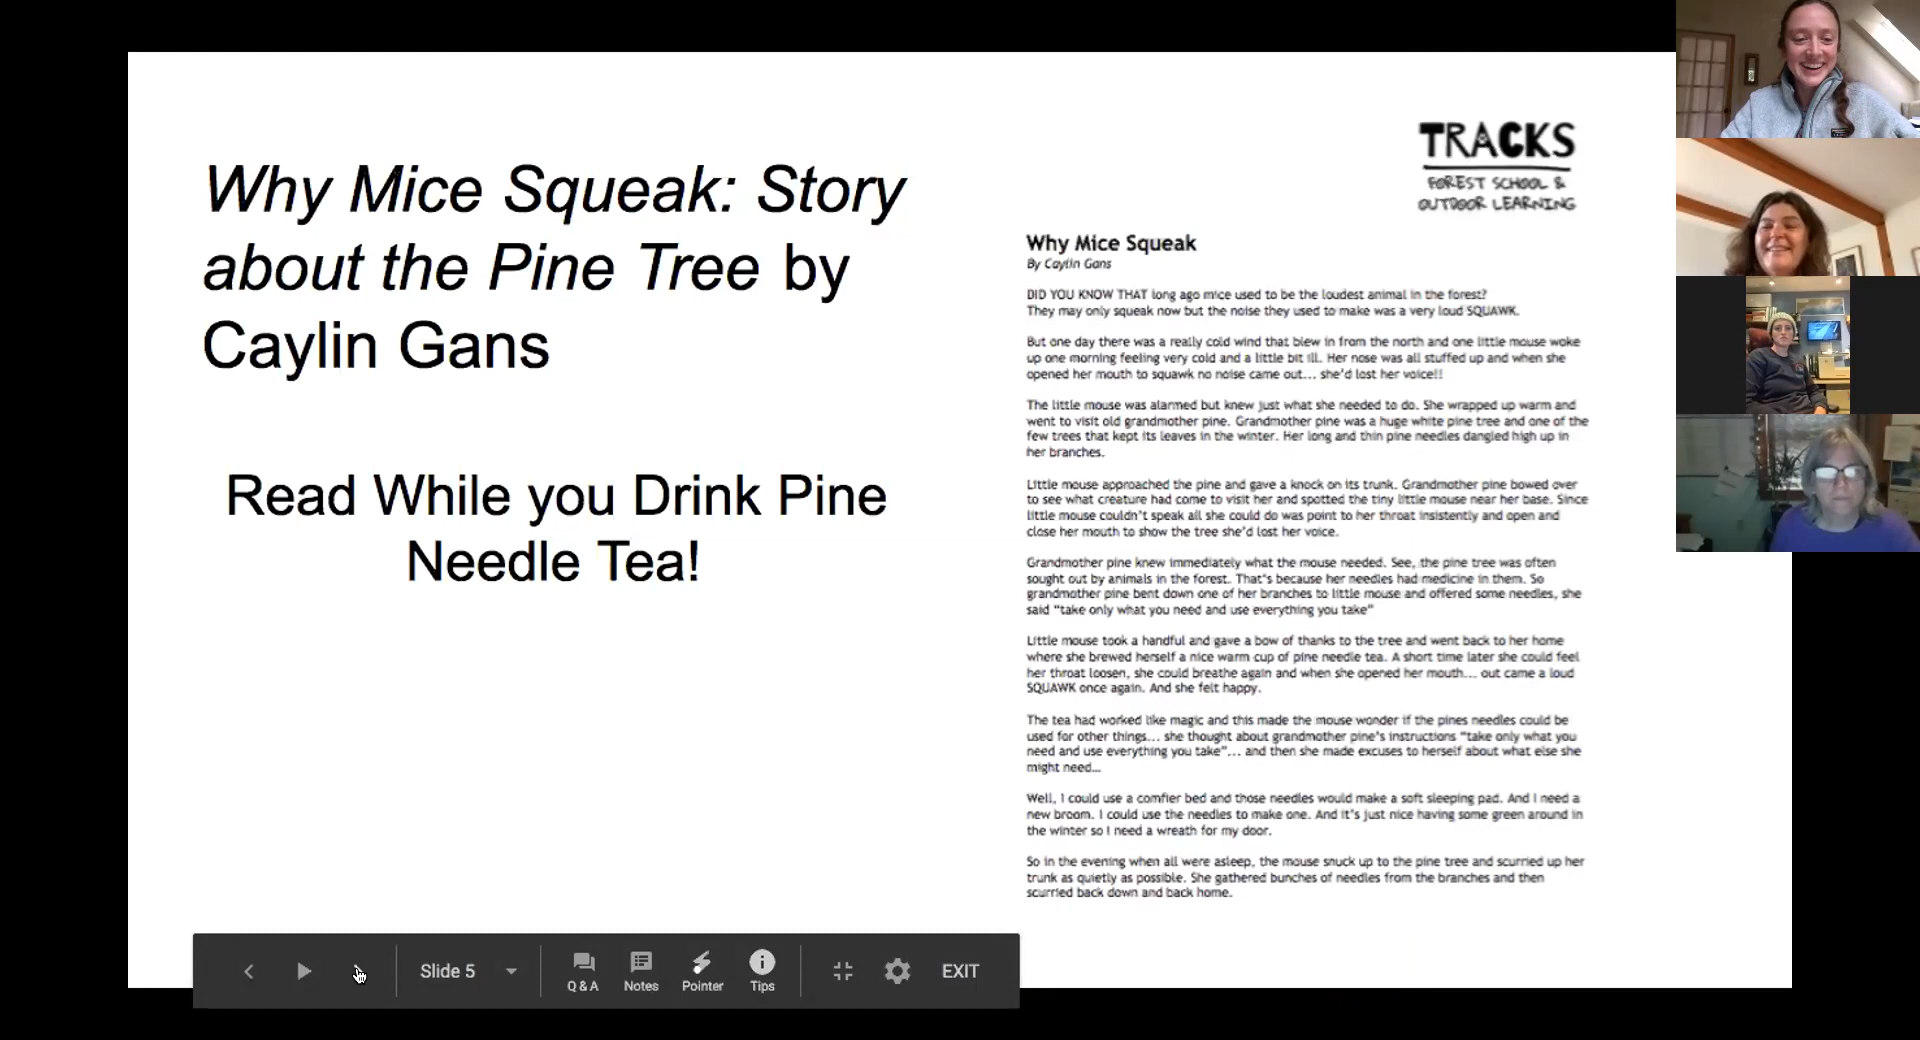 Why Mice Squeak: Story
about the Pine Tree by
Caylin Gans
Read While you Drink Pine
Needle Tea!
TRACKS
FOREST SCHOOL &
OUTDOOR LEARNING
Why Mice Squeak
By Caylin Gans
DID YOU KNOW THAT long ago mice used to be the loudest animal in the forest?
They may only squeak now but the noise they used to make was a very loud SQUAWK.
But one day there was a really cold wind that blew in from the north and one little mouse woke
up one morning feeling very cold and a little bit ill. Her nose was all stuffed up and when she
opened her mouth to squawk no noise came out... she'd lost her voice!!
The little mouse was alarmed but knew just what she needed to do. She wrapped up warm and
went to visit old grandmother pine. Grandmother pine was a huge white pine tree and one of the
few trees that kept its leaves in the winter. Her long and thin pine needles dangled high up in
her branches.
Little mouse approached the pine and gave a knock on its trunk. Grandmother pine bowed over
to see what creature had come to visit her and spotted the tiny little mouse near her base. Since
little mouse couldn't speak all she could do was point to her throat insistently and open and
close her mouth to show the tree she'd lost her voice.
Grandmother pine knew immediately what the mouse needed. See, the pine tree was often
sought out by animals in the forest. That's because her needles had medicine in them. So
grandmother pine bent down one of her branches to little mouse and offered some needles, she
said "take only what you need and use everything you take"
Little mouse took a handful and gave a bow of thanks to the tree and went back to her home
where she brewed herself a nice warm cup of pine needle tea. A short time later she could feel
her throat loosen, she could breathe again and when she opened her mouth... out came a loud
SQUAWK once again. And she felt happy.
The tea had worked like magic and this made the mouse wonder if the pines needles could be
used for other things... she thought about grandmother pine's instructions "take only what you
need and use everything you take"... and then she made excuses to herself about what else she
might need...
Well, I could use a comfier bed and those needles would make a soft sleeping pad. And I need a
new broom. I could use the needles to make one. And it's just nice having some green around in
the winter so I need a wreath for my door.
So in the evening when all were asleep, the mouse snuck up to the pine tree and scurried up her
trunk as quietly as possible. She gathered bunches of needles from the branches and then
scurried back down and back home.
Slide 5
Q & A
Notes
Pointer
Tips
EXIT